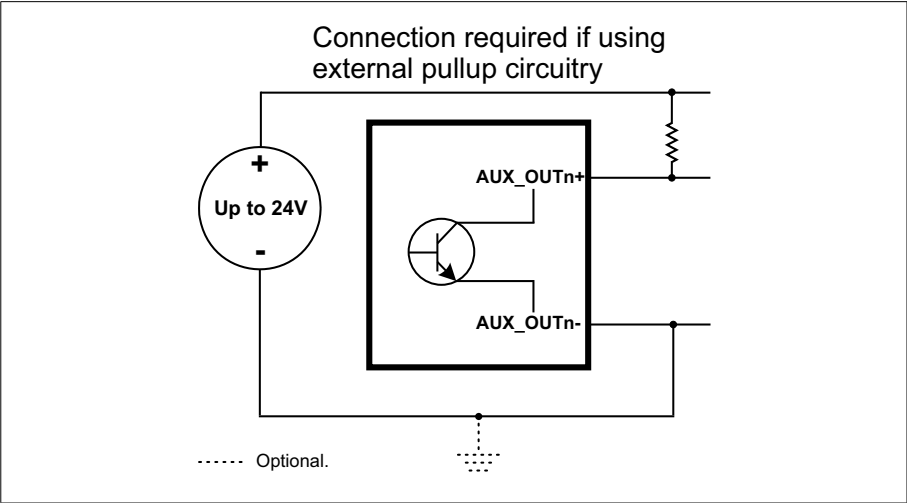 Connection required if using
external pullup circuitry
+
Up to 24V
-
AUX_OUTn+
AUX_OUTn-
Optional.